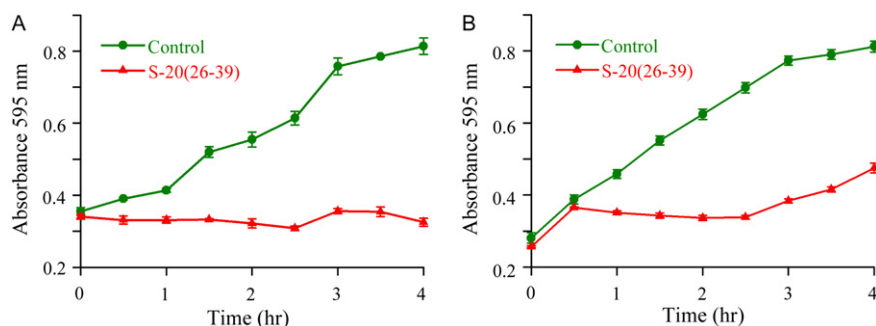 A
Control
S-20(26-39)
Absorbance 595 nm
0.8
0.6
0.4
0.2
0 1 2 3 4
Time (hr)
B
Control
S-20(26-39)
Absorbance 595 nm
0.8
0.6
0.4
0.2
0 1 2 3 4
Time (hr)